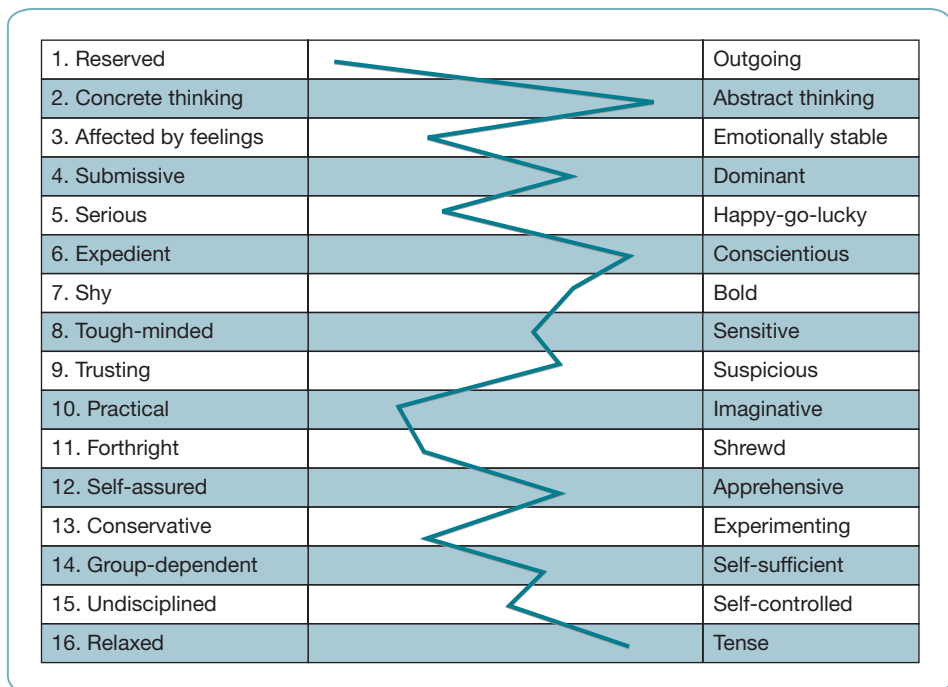 1. Reserved Outgoing
2. Concrete thinking Abstract thinking
3. Affected by feelings Emotionally stable
4. Submissive Dominant
5. Serious Happy-go-lucky
6. Expedient Conscientious
7. Shy Bold
8. Tough-minded Sensitive
9. Trusting Suspicious
10. Practical Imaginative
11. Forthright Shrewd
12. Self-assured Apprehensive
13. Conservative Experimenting
14. Group-dependent Self-sufficient
15. Undisciplined Self-controlled
16. Relaxed Tense